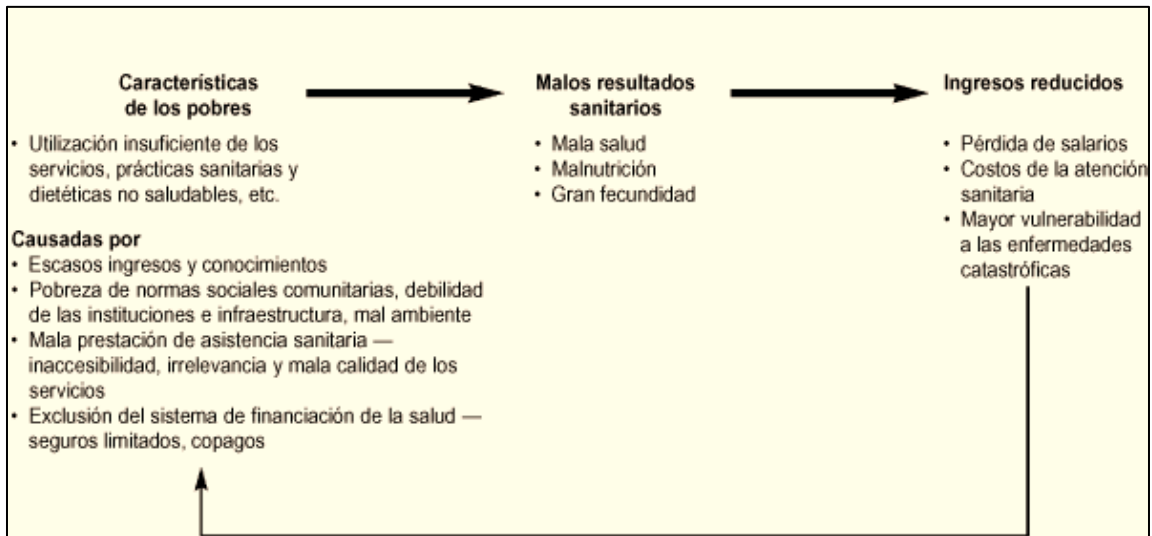 Características
de los pobres
• Utilización insuficiente de los
servicios, prácticas sanitarias y
dietéticas no saludables, etc.
Causadas por
• Escasos ingresos y conocimientos
• Pobreza de normas sociales comunitarias, debilidad
de las instituciones e infraestructura, mal ambiente
• Mala prestación de asistencia sanitaria —
inaccesibilidad, irrelevancia y mala calidad de los
servicios
• Exclusión del sistema de financiación de la salud —
seguros limitados, copagos
Malos resultados
sanitarios
• Mala salud
• Malnutrición
• Gran fecundidad
Ingresos reducidos
• Pérdida de salarios
• Costos de la atención
sanitaria
• Mayor vulnerabilidad
a las enfermedades
catastróficas